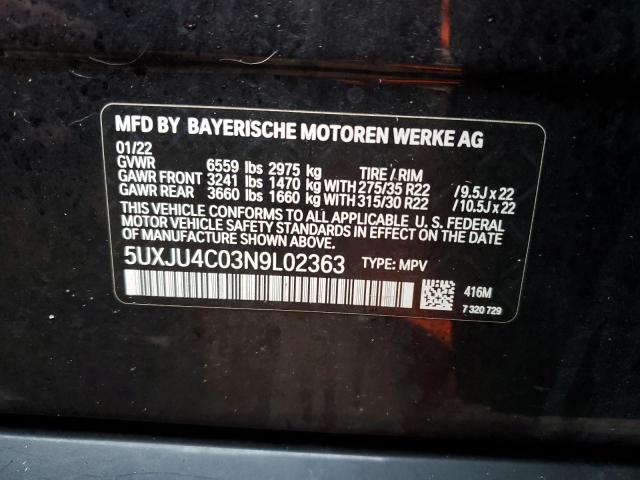 MFD BY BAYERISCHE MOTOREN WERKE AG
01/22
GVWR 6559 lbs 2975 kg TIRE / RIM
GAWR FRONT 3241 lbs 1470 kg WITH 275/35 R22 /9.5J x 22
GAWR REAR 3660 lbs 1660 kg WITH 315/30 R22 /10.5J x 22
THIS VEHICLE CONFORMS TO ALL APPLICABLE U. S. FEDERAL
MOTOR VEHICLE SAFETY STANDARDS IN EFFECT ON THE DATE OF MANUFACTURE
SHOWN ABOVE.
5UXJU4C03N9L02363 TYPE: MPV
416M
7 320 729